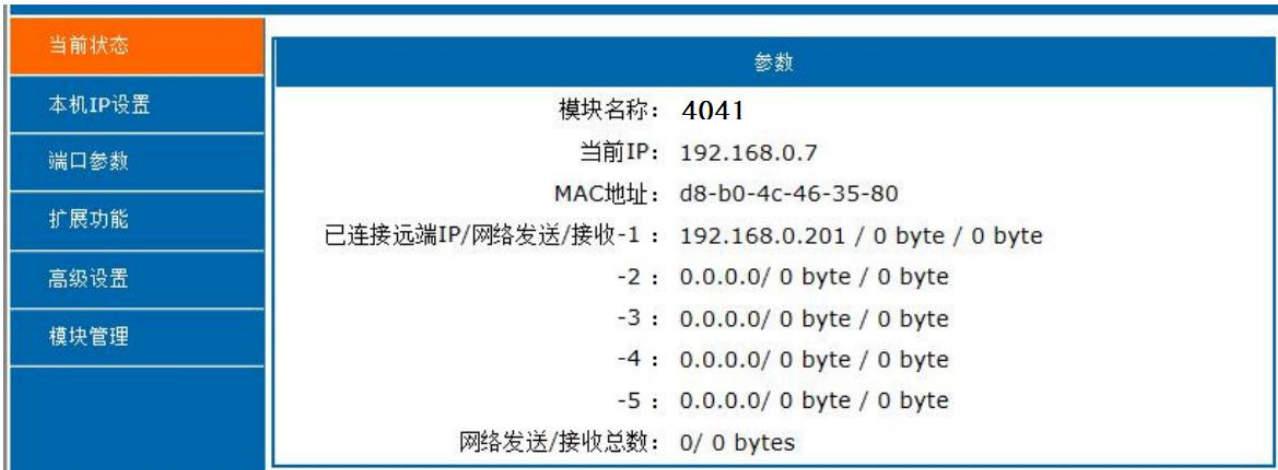 当前状态
本机IP设置
端口参数
扩展功能
高级设置
模块管理
参数
模块名称： 4041
当前IP： 192.168.0.7
MAC地址： d8-b0-4c-46-35-80
已连接远端IP/网络发送/接收-1 ： 192.168.0.201 / 0 byte / 0 byte
-2 ： 0.0.0.0/ 0 byte / 0 byte
-3 ： 0.0.0.0/ 0 byte / 0 byte
-4 ： 0.0.0.0/ 0 byte / 0 byte
-5 ： 0.0.0.0/ 0 byte / 0 byte
网络发送/接收总数： 0/ 0 bytes